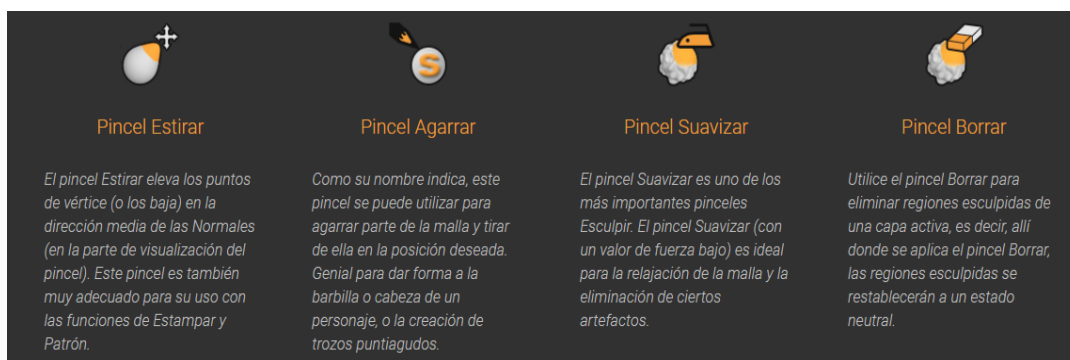 Pincel Estirar
El pincel Estirar eleva los puntos
de vértice (o los baja) en la
dirección media de las Normales
(en la parte de visualización del
pincel). Este pincel es también
muy adecuado para su uso con
las funciones de Estampar y
Patrón.
S
Pincel Agarrar
Como su nombre indica, este
pincel se puede utilizar para
agarrar parte de la malla y tirar
de ella en la posición deseada.
Genial para dar forma a la
barbilla o cabeza de un
personaje, o la creación de
trozos puntiagudos.
Pincel Suavizar
El pincel Suavizar es uno de los
más importantes pinceles
Esculpir. El pincel Suavizar (con
un valor de fuerza bajo) es ideal
para la relajación de la malla y la
eliminación de ciertos
artefactos.
Pincel Borrar
Utilice el pincel Borrar para
eliminar regiones esculpidas de
una capa activa, es decir, allí
donde se aplica el pincel Borrar,
las regiones esculpidas se
restablecerán a un estado
neutral.